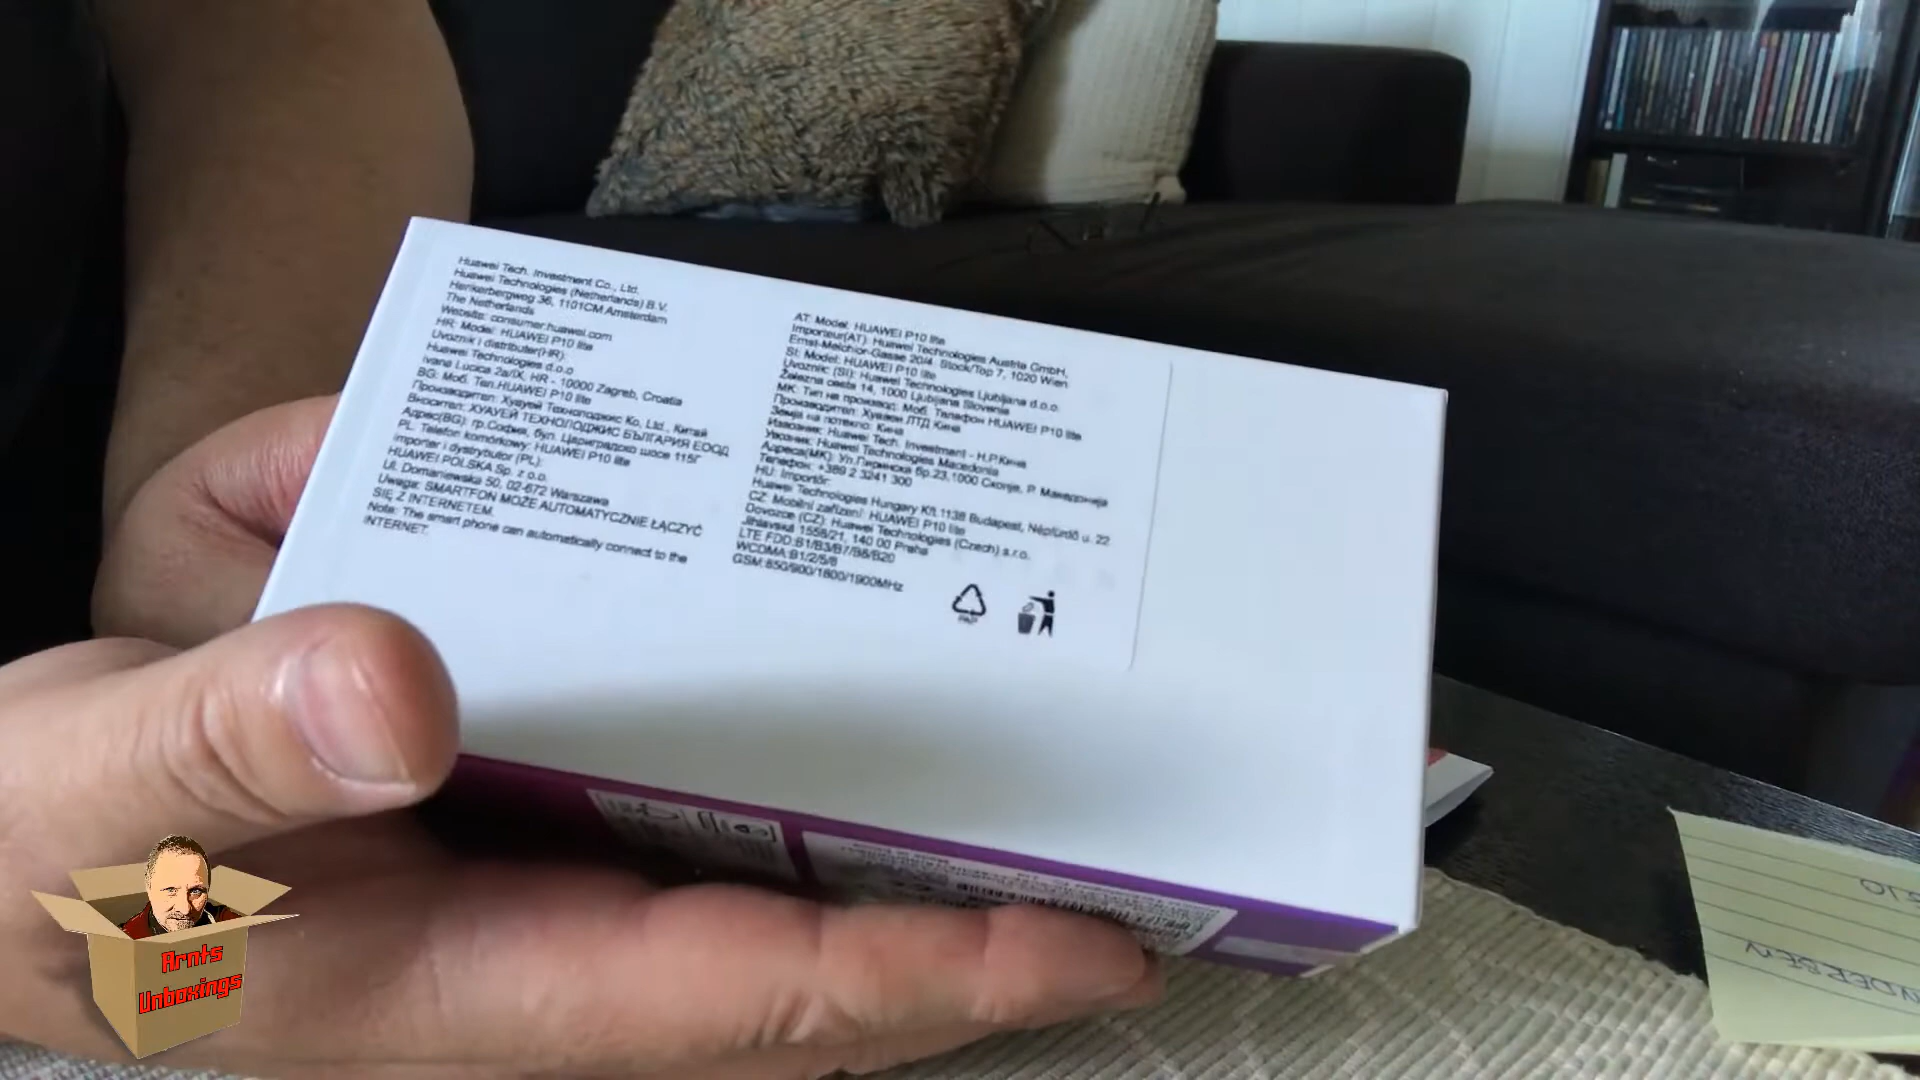 Huawei Tech. Investment Co., Ltd.
Huawei Technologies (Netherlands) B.V.
Herikerbergweg 36, 1101CM Amsterdam
The Netherlands
Website: consumer.huawei.com
HR: Model: HUAWEI P10 lite
Uvoznik i distributer(HR):
Huawei Technologies d.o.o
Ivana Lucica 2a/IX, HR - 10000 Zagreb, Croatia
BG: Моб. Тел.HUAWEI P10 lite
Производител: Хуауей Текнолоджис Ко, Ltd., Китай
Вносител: ХУАУЕЙ ТЕХНОЛОДЖИС БЪЛГАРИЯ ЕООД
Адрес(BG): гр.София, бул. Цариградско шосе 115Г
PL. Telefon komórkowy: HUAWEI P10 lite
Importer i dystrybutor (PL):
HUAWEI POLSKA Sp. z o.o.
Ul. Domaniewska 50, 02-672 Warszawa
Uwaga: SMARTFON MOŻE AUTOMATYCZNIE ŁĄCZYĆ
SIĘ Z INTERNETEM.
Note: The smart phone can automatically connect to the
INTERNET.
AT: Model: HUAWEI P10 lite
Importeur(AT): Huawei Technologies Austria GmbH,
Ernst-Melchior-Gasse 20/4. Stock/Top 7, 1020 Wien
SI: Model: HUAWEI P10 lite
Uvoznik: (SI): Huawei Technologies Ljubljana d.o.o.
Železna cesta 14, 1000 Ljubljana Slovenia
MK: Тип на производ: Моб. Телефон HUAWEI P10 lite
Производител: Хуавеи ЛТД Кина
Земја на потекло: Кина
Извозник: Huawei Tech. Investment - Н.Р.Кина
Увозник: Huawei Technologies Macedonia
Адреса(MK): Ул.Пиринска бр.23,1000 Скопје, Р. Македонија
Телефон: +389 2 3241 300
HU: Importőr:
Huawei Technologies Hungary Kft.1138 Budapest, Népfürdő u. 22
CZ: Mobilní zařízení: HUAWEI P10 lite
Dovozce (CZ): Huawei Technologies (Czech) s.r.o.
Jihlavská 1558/21, 140 00 Praha
LTE FDD:B1/B3/B7/B8/B20
WCDMA:B1/2/5/8
GSM:850/900/1800/1900MHz
PAP
Arnts
Unboxings